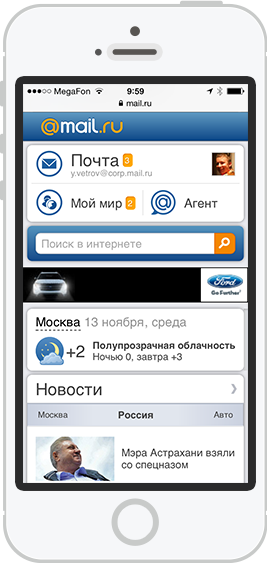 MegaFon 9:59
mail.ru
@mail.ru
Почта 3
y.vetrov@corp.mail.ru
Мой мир 2 Агент
Поиск в интернете
Ford
Go Further
Москва 13 ноября, среда
+2 Полупрозрачная облачность
Ночью 0, завтра +3
Новости
Москва Россия Авто
Мэра Астрахани взяли
со спецназом